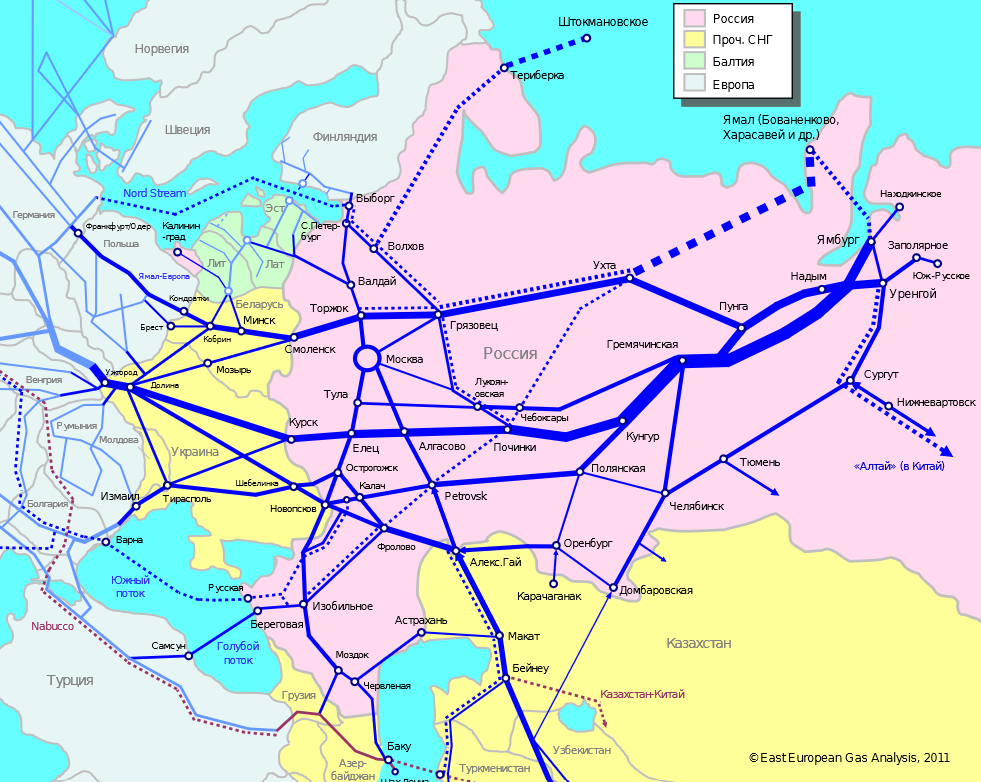 Штокмановское
Россия
Проч. СНГ
Балтия
Европа
Норвегия
Териберка
Ямал (Бованенково,
Харасавей и др.)
Швеция
Финляндия
Nord Stream
Выборг
Находкинское
Эст
Германия
Франкфурт/Одер
Калинин
-град
С.Петер-
бург
Волхов
Ямбург
Заполярное
Польша
Лит
Лат
Ухта
Надым
Юж-Русское
Ямал-Европа
Валдай
Уренгой
Кондратки
Беларусь
Торжок
Пунга
Брест
Минск
Грязовец
Кобрин
Смоленск
Россия
Гремячинская
Москва
Ужгород
Мозырь
Сургут
Венгрия
Долина
Лукоян-
овская
Тула
Чебоксары
Нижневартовск
Румыния
Курск
Молдова
Украина
Елец
Алгасово
Починки
Кунгур
«Алтай» (в Китай)
Острогожск
Полянская
Тюмень
Шебелинка
Калач
Измаил
Тирасполь
Petrovsk
Болгария
Новопсков
Челябинск
Варна
Фролово
Оренбург
Алекс.Гай
Южный
поток
Русская
Карачаганак
Домбаровская
Изобильное
Nabucco
Береговая
Астрахань
Макат
Казахстан
Самсун
Голубой
поток
Моздок
Бейнеу
Турция
Червленая
Грузия
Казахстан-Китай
Баку
Узбекистан
Азер-
байджан
Туркменистан
©East European Gas Analysis, 2011